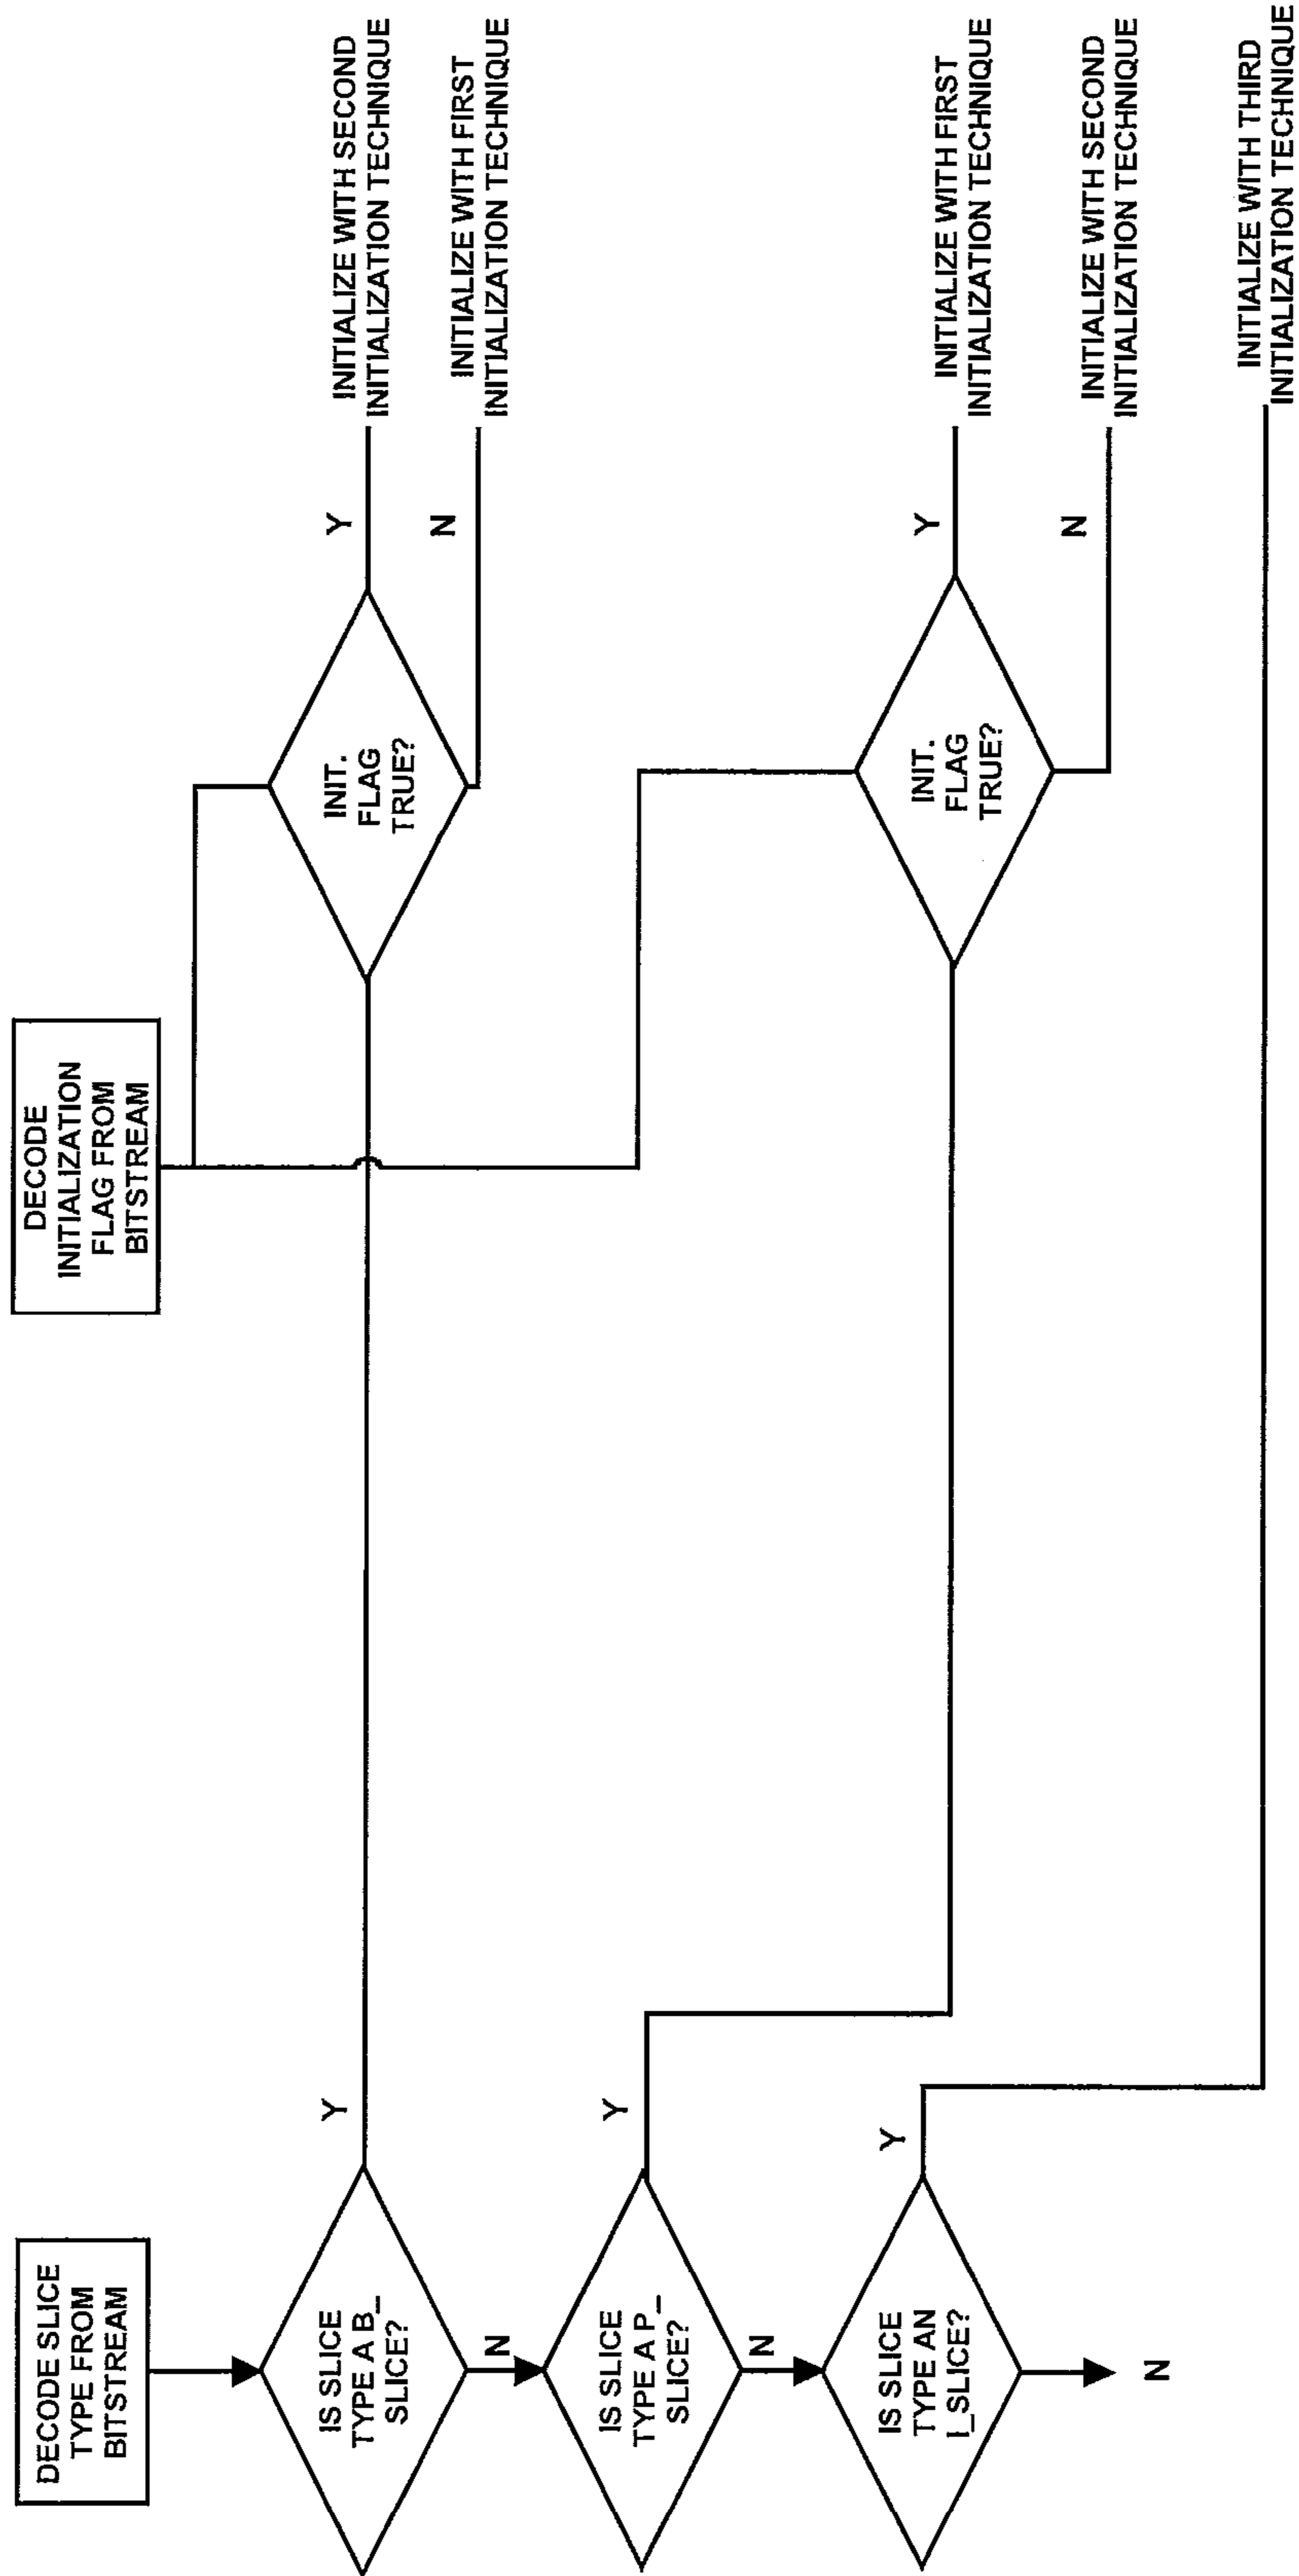 DECODE SLICE
TYPE FROM
BITSTREAM
IS SLICE
TYPE A B_
SLICE?
Y
N
IS SLICE
TYPE A P_
SLICE?
Y
N
IS SLICE
TYPE AN
I_SLICE?
Y
N
DECODE
INITIALIZATION
FLAG FROM
BITSTREAM
INIT.
FLAG
TRUE?
Y
INITIALIZE WITH SECOND
INITIALIZATION TECHNIQUE
N
INITIALIZE WITH FIRST
INITIALIZATION TECHNIQUE
INIT.
FLAG
TRUE?
Y
INITIALIZE WITH FIRST
INITIALIZATION TECHNIQUE
N
INITIALIZE WITH SECOND
INITIALIZATION TECHNIQUE
INITIALIZE WITH THIRD
INITIALIZATION TECHNIQUE